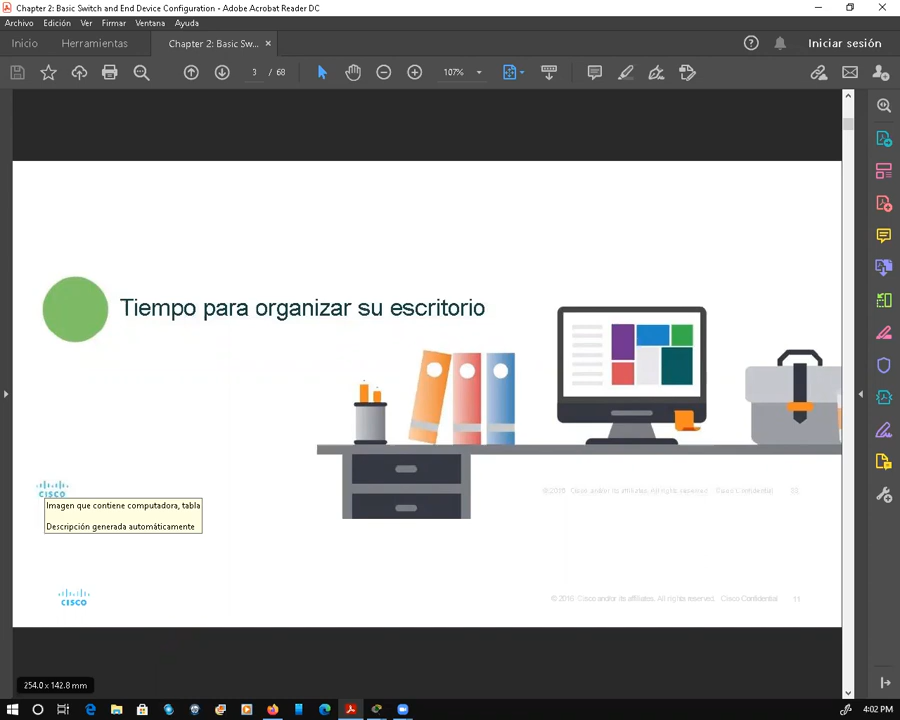 Chapter 2: Basic Switch and End Device Configuration - Adobe Acrobat Reader DC
Archivo Edición Ver Firmar Ventana Ayuda
Inicio Herramientas Chapter 2: Basic Sw... × Iniciar sesión
3 / 68 107%
Tiempo para organizar su escritorio
CISCO
Imagen que contiene computadora, tabla
Descripción generada automáticamente
CISCO
© 2016 Cisco and/or its affiliates. All rights reserved. Cisco Confidential 11
254.0 x 142.8 mm
4:02 PM